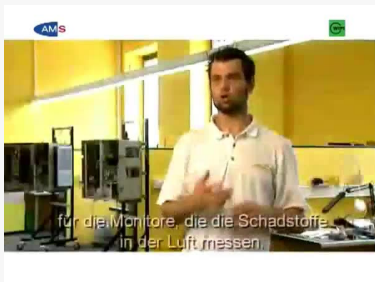 AMS
G
für die Monitore, die die Schadstoffe
in der Luft messen.